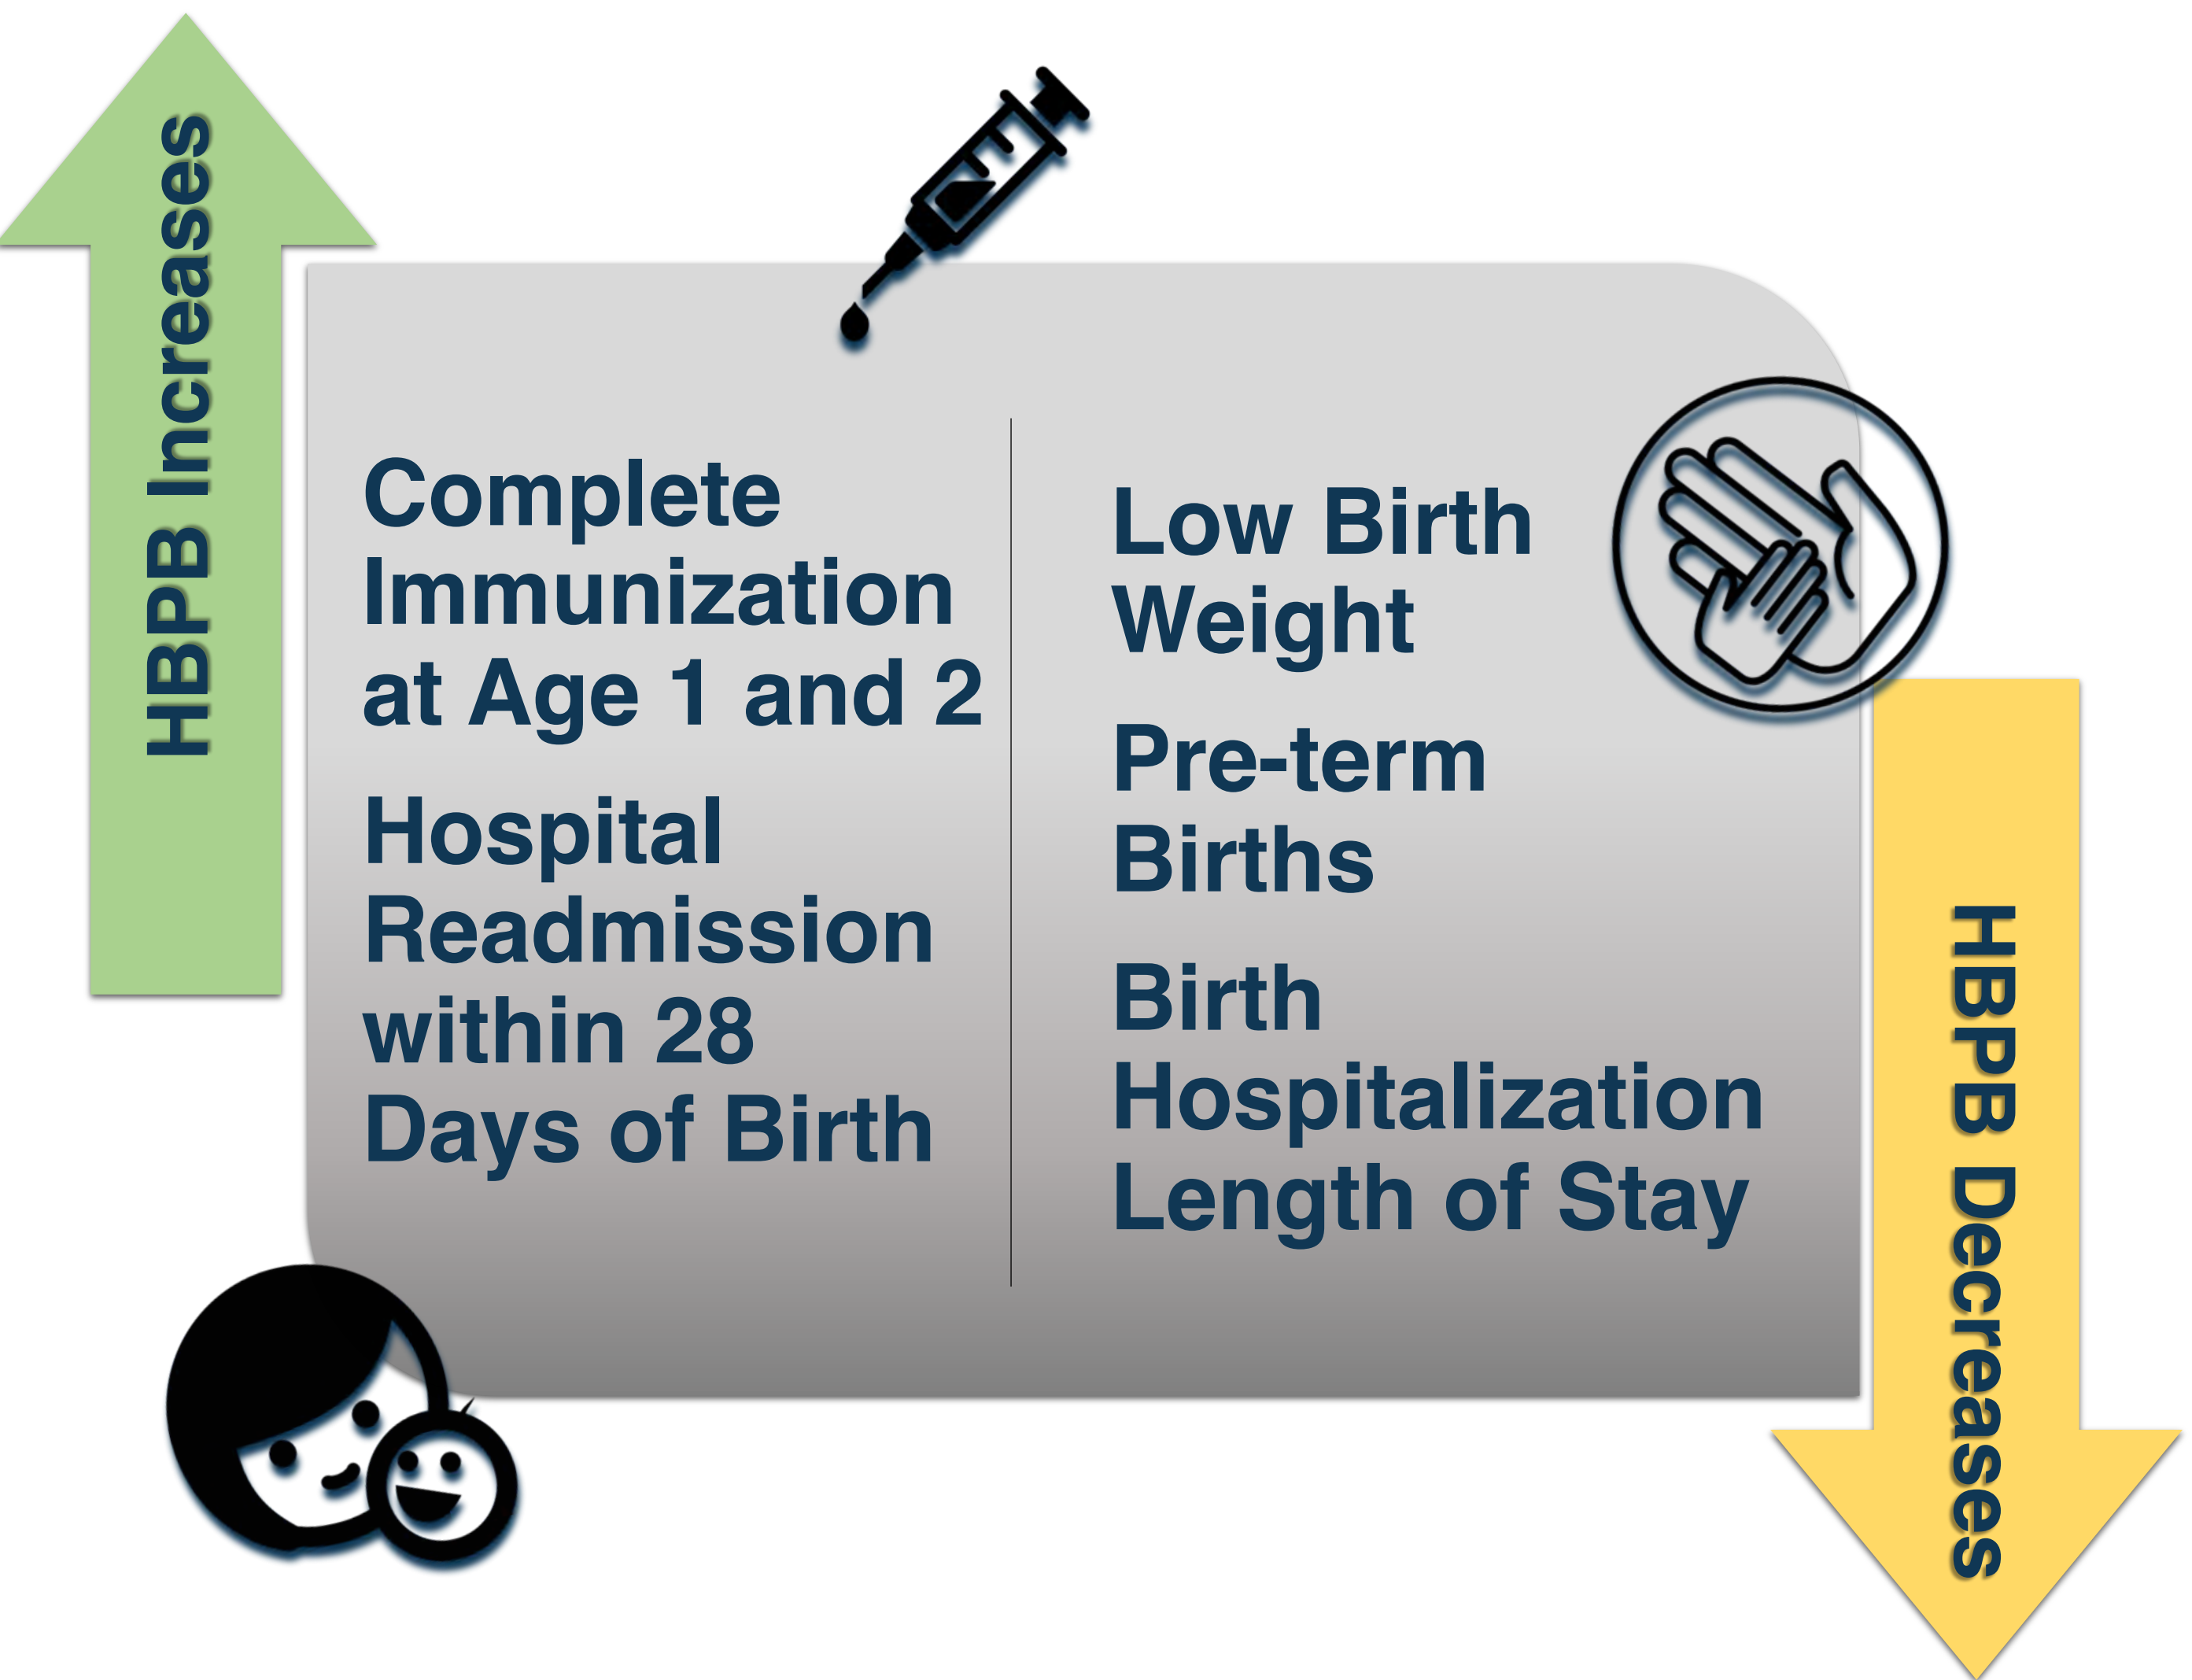 HBPB Increases
Complete
Immunization
at Age 1 and 2
Hospital
Readmission
within 28
Days of Birth
Low Birth
Weight
Pre-term
Births
Birth
Hospitalization
Length of Stay
HBPB Decreases